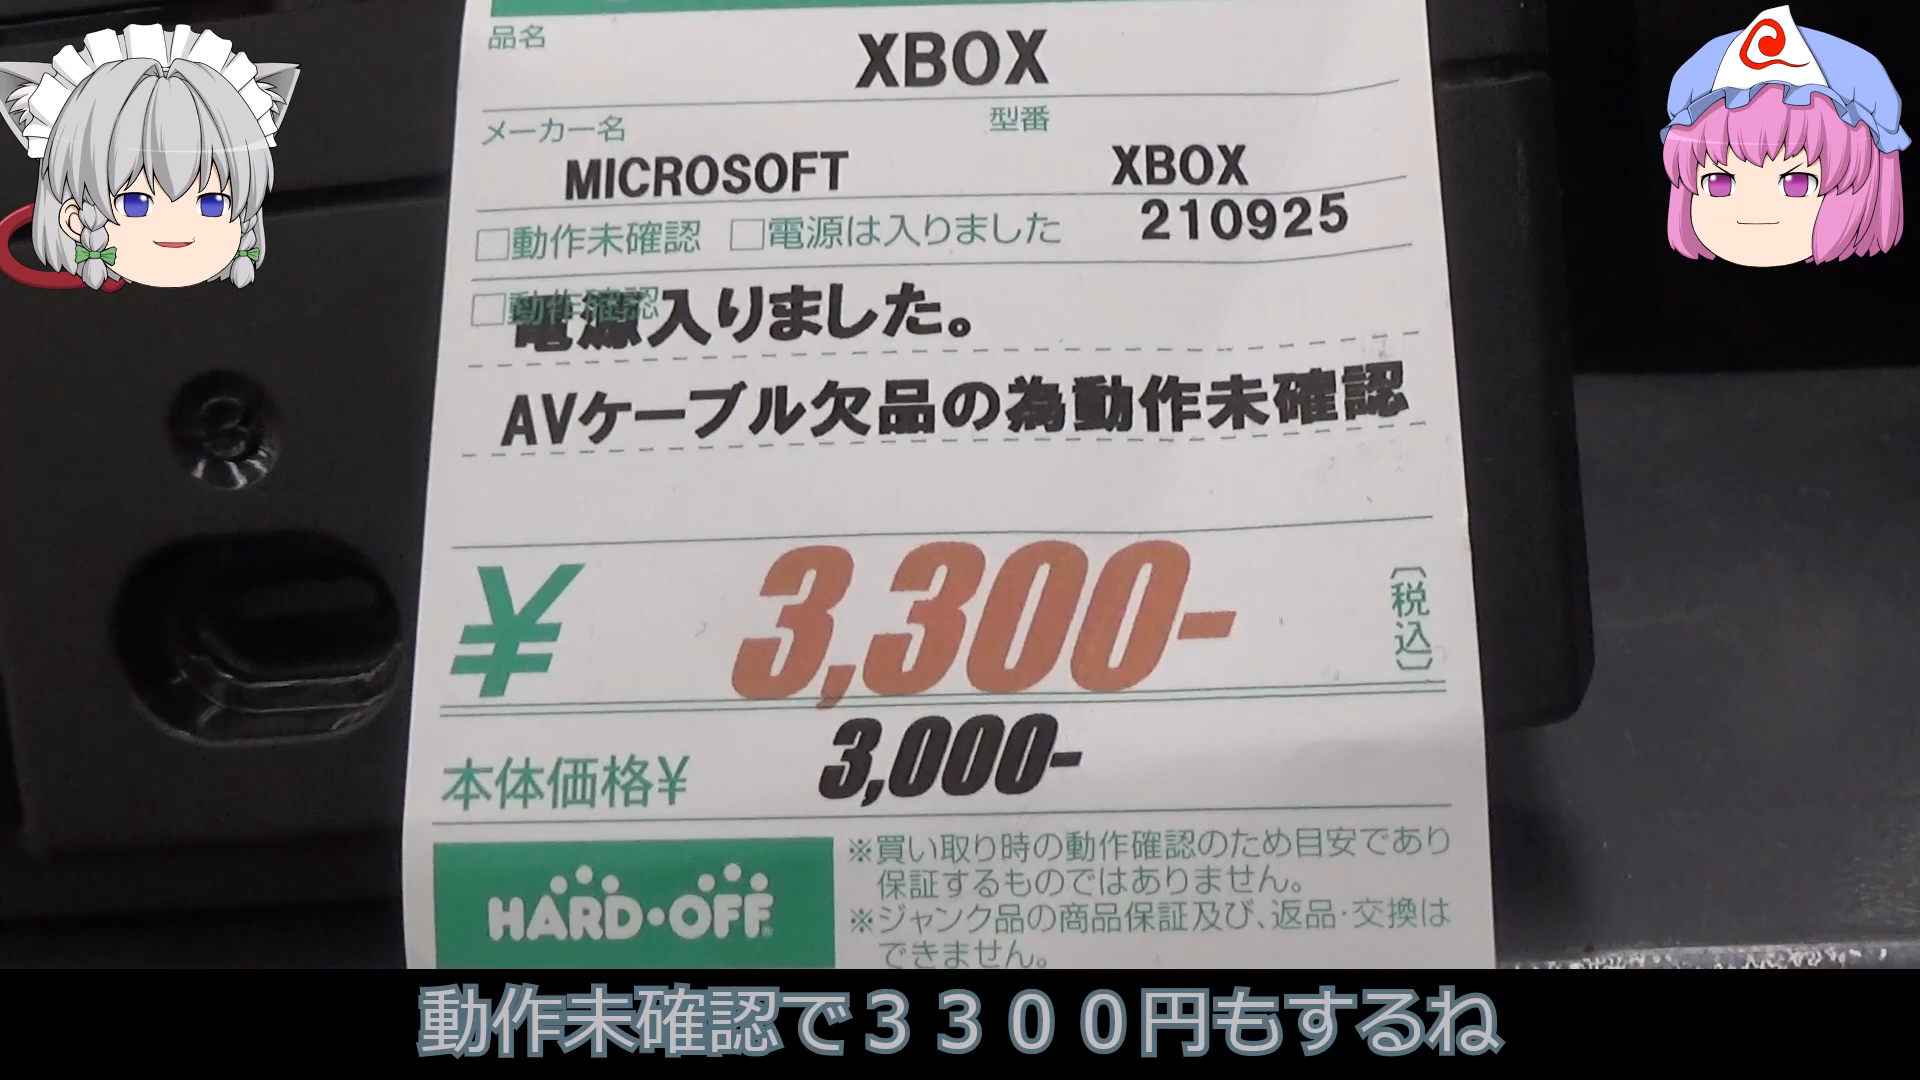 品名
XBOX
メーカー名
型番
MICROSOFT
XBOX
□動作未確認 □電源は入りました
210925
□動作確認
電源入りました。
AVケーブル欠品の為動作未確認
¥ 3,300-
〔税込〕
本体価格¥ 3,000-
HARD・OFF
※買い取り時の動作確認のため目安であり
保証するものではありません。
※ジャンク品の商品保証及び、返品・交換は
できません。
動作未確認で３３００円もするね